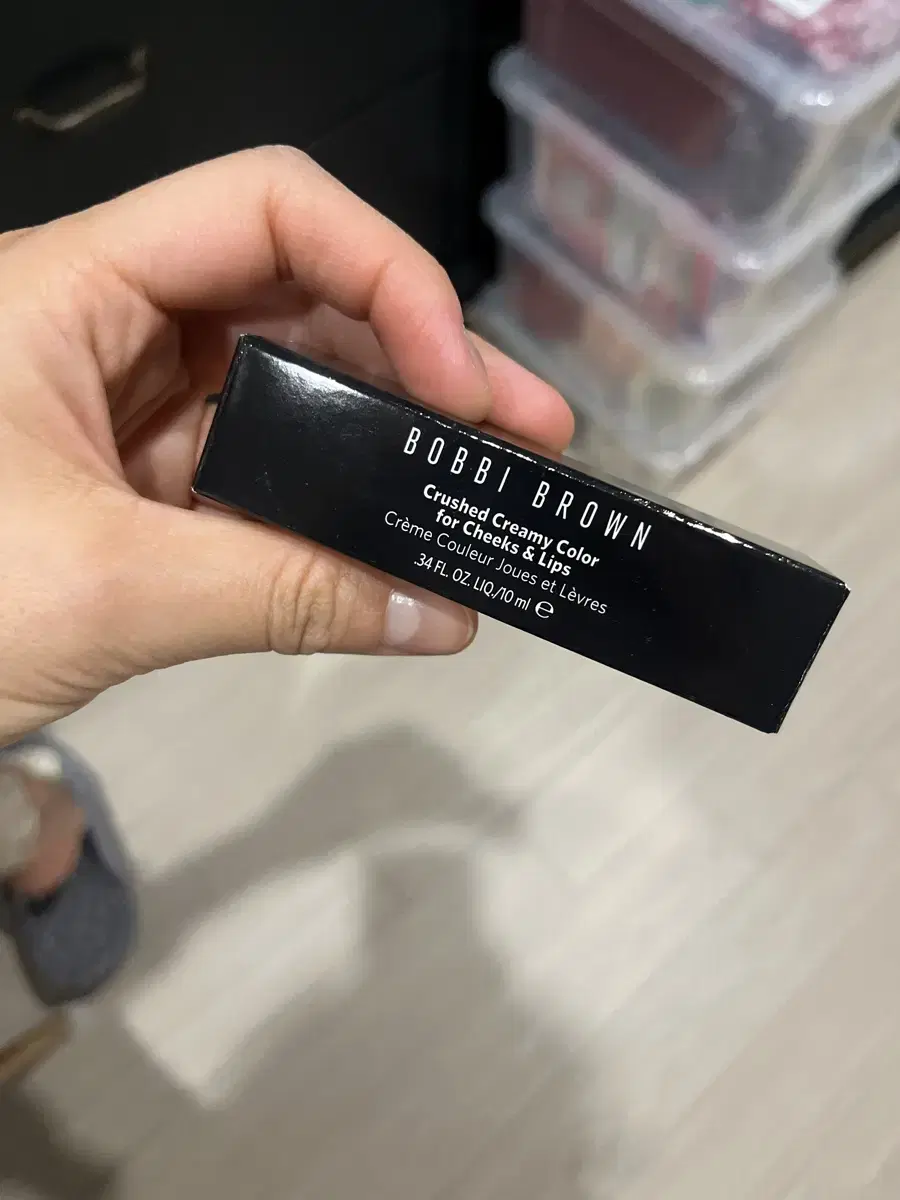 BOBBI BROWN
Crushed Creamy Color
for Cheeks & Lips
Crème Couleur Joues et Lèvres
.34 FL. OZ. LIQ./10 ml ℮